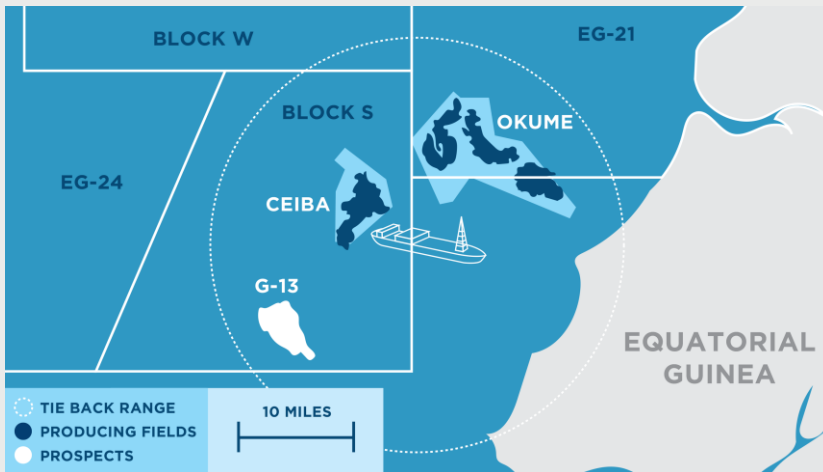 BLOCK W
EG-21
BLOCK S
OKUME
EG-24
CEIBA
G-13
EQUATORIAL
GUINEA
TIE BACK RANGE
PRODUCING FIELDS
PROSPECTS
10 MILES